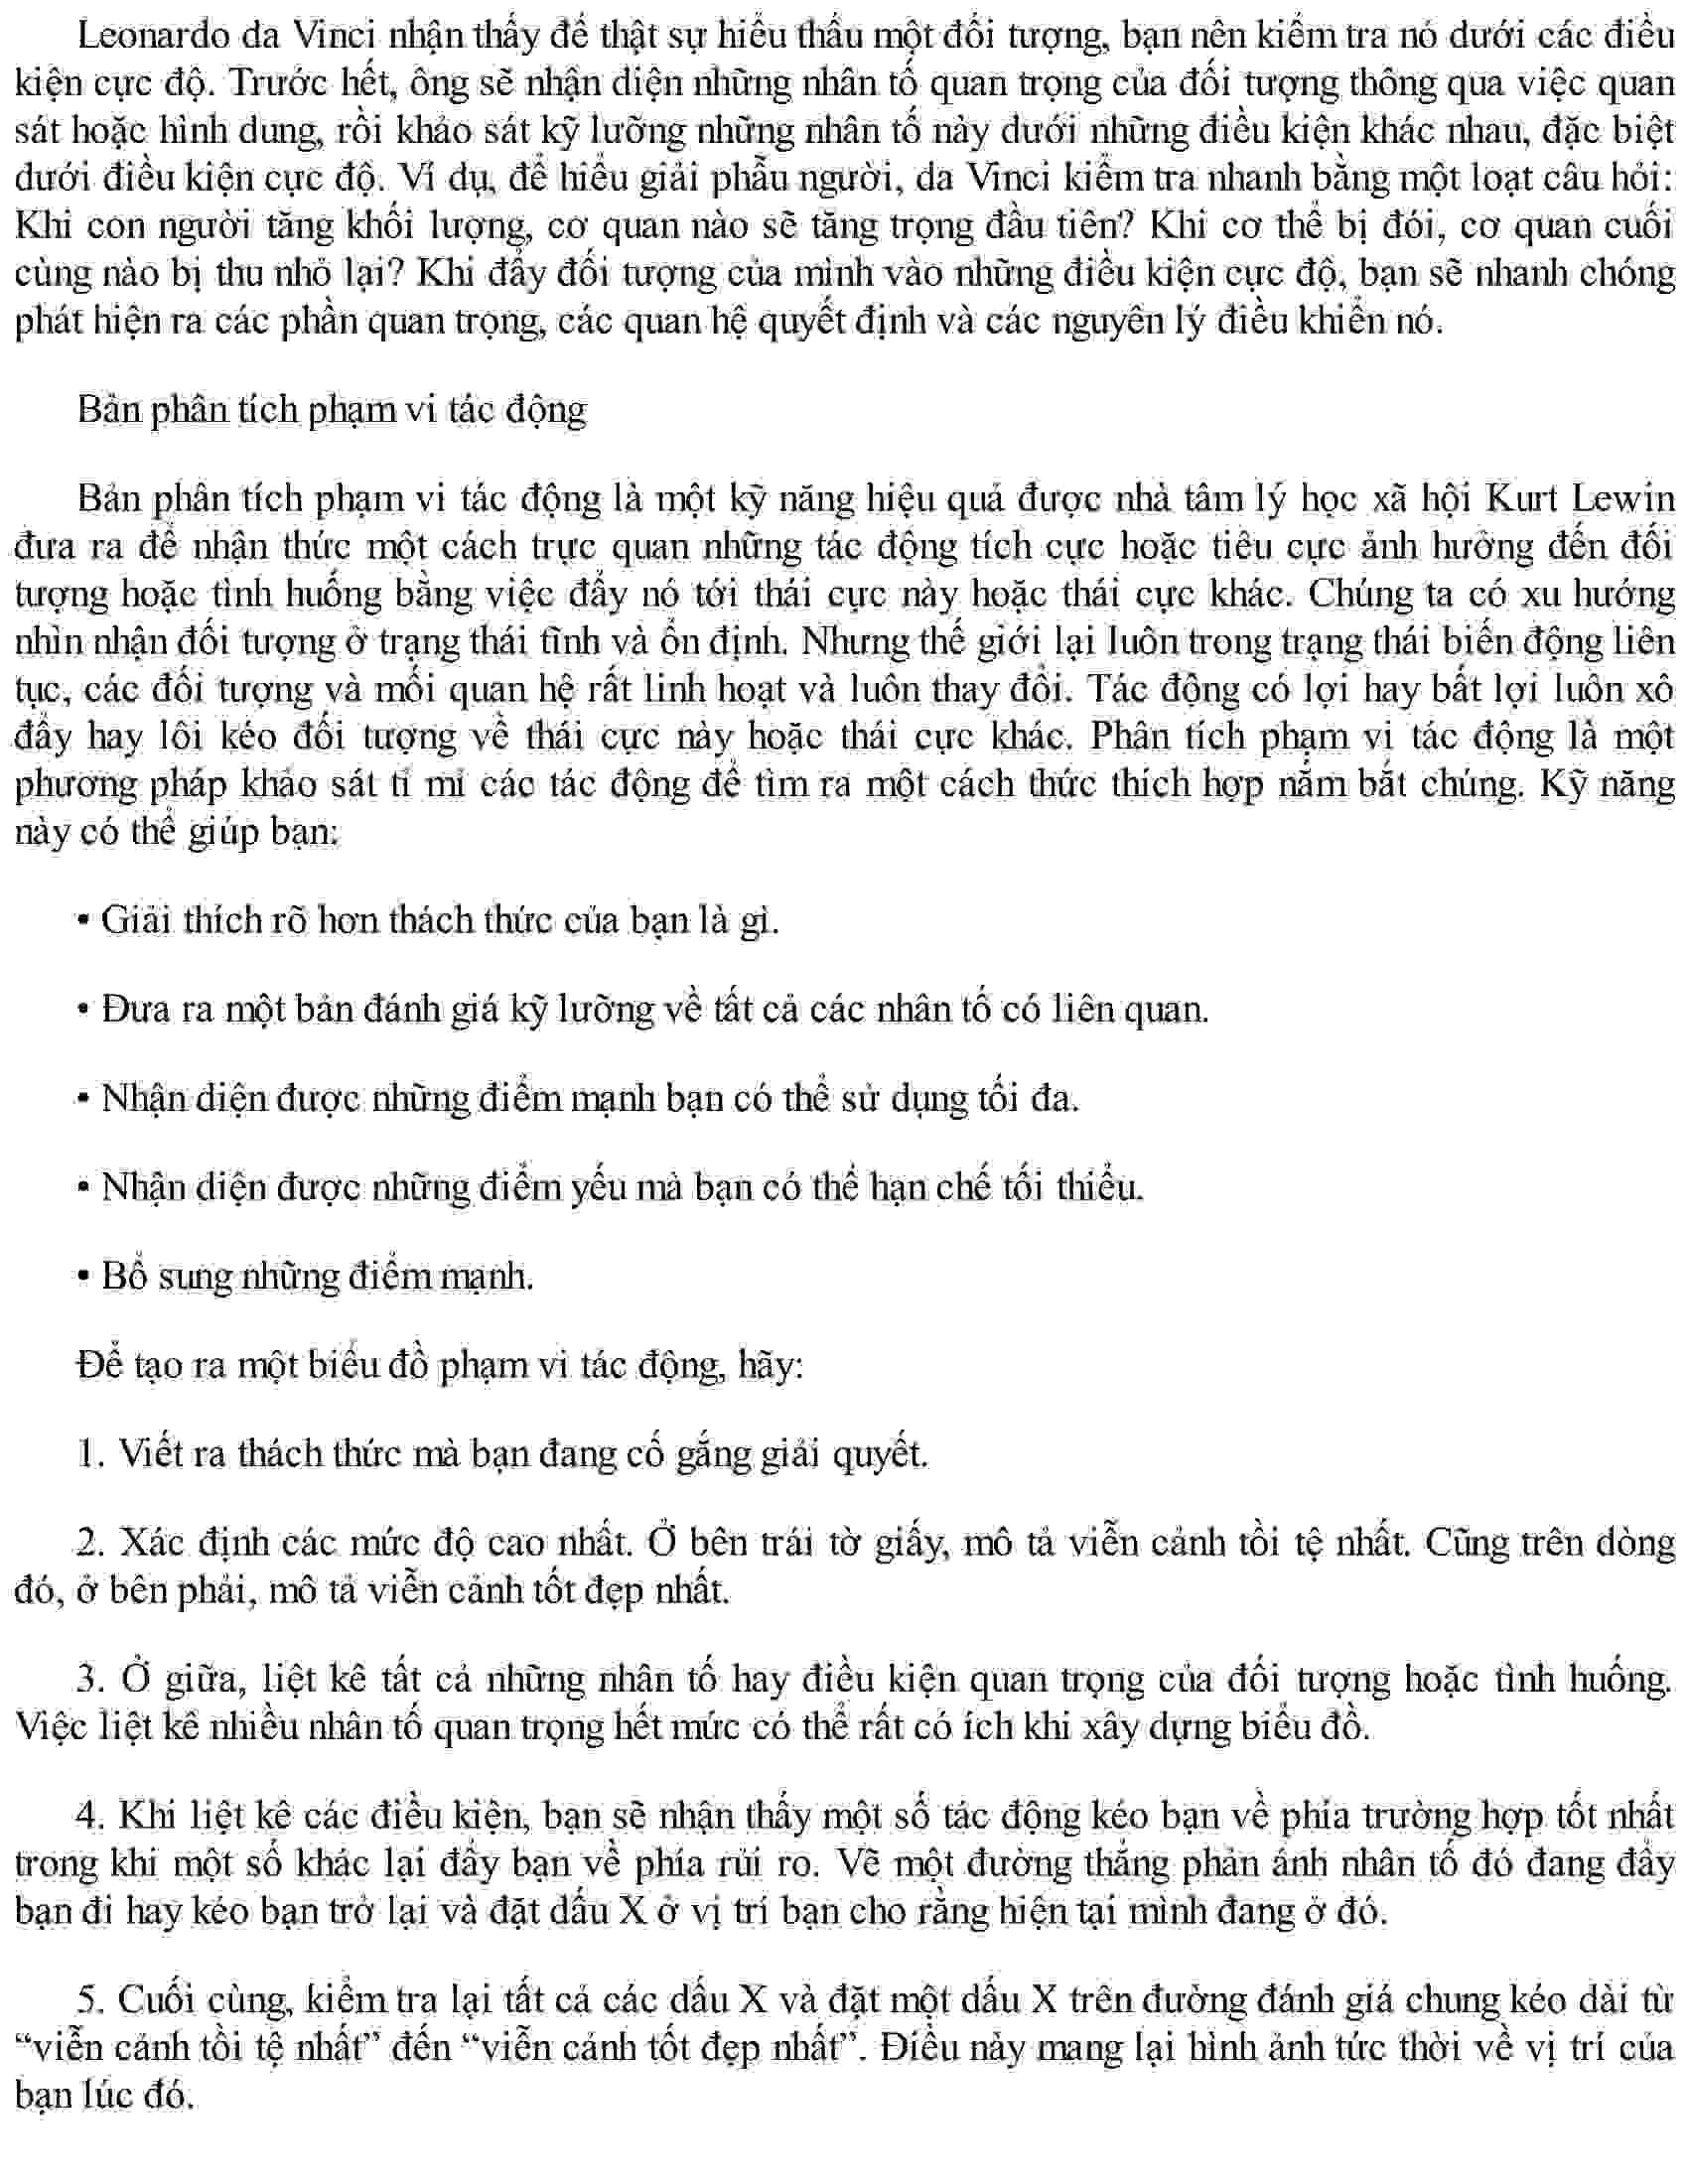 Leonardo da Vinci nhận thấy để thật sự hiểu thấu một đối tượng, bạn nên kiểm tra nó dưới các điều
kiện cực độ. Trước hết, ông sẽ nhận diện những nhân tố quan trọng của đối tượng thông qua việc quan
sát hoặc hình dung, rồi khảo sát kỹ lưỡng những nhân tố này dưới những điều kiện khác nhau, đặc biệt
dưới điều kiện cực độ. Ví dụ, để hiểu giải phẫu người, da Vinci kiểm tra nhanh bằng một loạt câu hỏi:
Khi con người tăng khối lượng, cơ quan nào sẽ tăng trọng đầu tiên? Khi cơ thể bị đói, cơ quan cuối
cùng nào bị thu nhỏ lại? Khi đẩy đối tượng của mình vào những điều kiện cực độ, bạn sẽ nhanh chóng
phát hiện ra các phần quan trọng, các quan hệ quyết định và các nguyên lý điều khiển nó.
Bản phân tích phạm vi tác động
Bản phân tích phạm vi tác động là một kỹ năng hiệu quả được nhà tâm lý học xã hội Kurt Lewin
đưa ra để nhận thức một cách trực quan những tác động tích cực hoặc tiêu cực ảnh hưởng đến đối
tượng hoặc tình huống bằng việc đẩy nó tới thái cực này hoặc thái cực khác. Chúng ta có xu hướng
nhìn nhận đối tượng ở trạng thái tĩnh và ổn định. Nhưng thế giới lại luôn trong trạng thái biến động liên
tục, các đối tượng và mối quan hệ rất linh hoạt và luôn thay đổi. Tác động có lợi hay bất lợi luôn xô
đẩy hay lôi kéo đối tượng về thái cực này hoặc thái cực khác. Phân tích phạm vi tác động là một
phương pháp khảo sát tỉ mỉ các tác động để tìm ra một cách thức thích hợp nắm bắt chúng. Kỹ năng
này có thể giúp bạn:
• Giải thích rõ hơn thách thức của bạn là gì.
• Đưa ra một bản đánh giá kỹ lưỡng về tất cả các nhân tố có liên quan.
• Nhận diện được những điểm mạnh bạn có thể sử dụng tối đa.
• Nhận diện được những điểm yếu mà bạn có thể hạn chế tối thiểu.
• Bổ sung những điểm mạnh.
Để tạo ra một biểu đồ phạm vi tác động, hãy:
1. Viết ra thách thức mà bạn đang cố gắng giải quyết.
2. Xác định các mức độ cao nhất. Ở bên trái tờ giấy, mô tả viễn cảnh tồi tệ nhất. Cũng trên dòng
đó, ở bên phải, mô tả viễn cảnh tốt đẹp nhất.
3. Ở giữa, liệt kê tất cả những nhân tố hay điều kiện quan trọng của đối tượng hoặc tình huống.
Việc liệt kê nhiều nhân tố quan trọng hết mức có thể rất có ích khi xây dựng biểu đồ.
4. Khi liệt kê các điều kiện, bạn sẽ nhận thấy một số tác động kéo bạn về phía trường hợp tốt nhất
trong khi một số khác lại đẩy bạn về phía rủi ro. Vẽ một đường thẳng phản ánh nhân tố đó đang đẩy
bạn đi hay kéo bạn trở lại và đặt dấu X ở vị trí bạn cho rằng hiện tại mình đang ở đó.
5. Cuối cùng, kiểm tra lại tất cả các dấu X và đặt một dấu X trên đường đánh giá chung kéo dài từ
“viễn cảnh tồi tệ nhất” đến “viễn cảnh tốt đẹp nhất”. Điều này mang lại hình ảnh tức thời về vị trí của
bạn lúc đó.